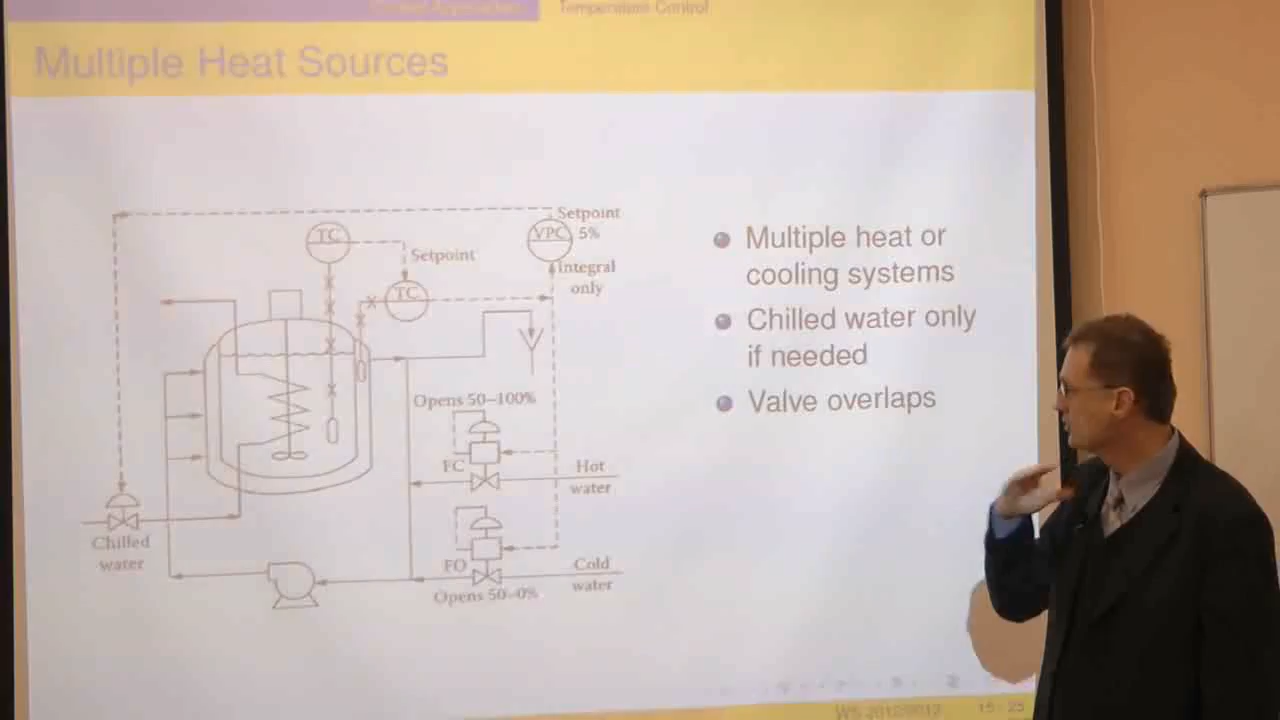 Temperature Control
Multiple Heat Sources
Setpoint
5%
VPC
Integral
only
TC
Setpoint
TC
Opens 50–100%
FC
Hot
water
FO
Cold
water
Opens 50–0%
Chilled
water
Multiple heat or
cooling systems
Chilled water only
if needed
Valve overlaps